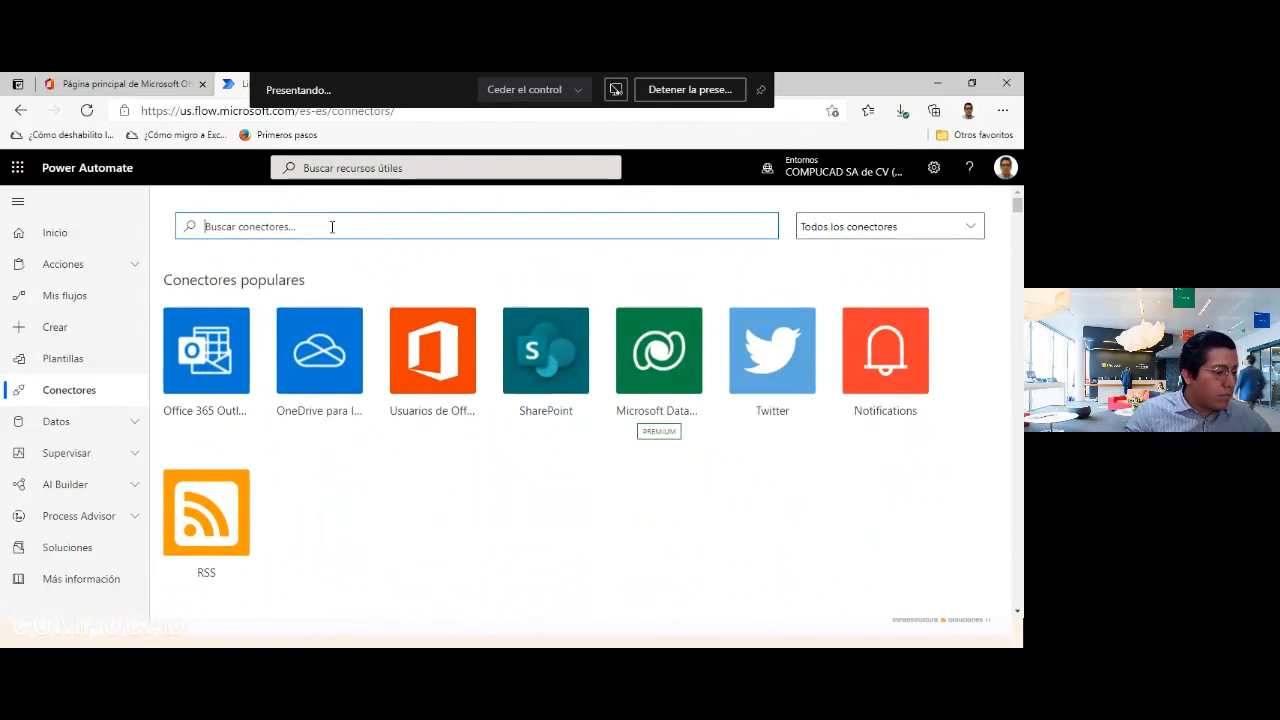 Página principal de Microsoft Of
Presentando...
Ceder el control
Detener la prese...
https://us.flow.microsoft.com/es-es/connectors/
¿Cómo deshabilito l...
¿Cómo migro a Exc...
Primeros pasos
Otros favoritos
Power Automate
Buscar recursos útiles
Entornos
COMPUCAD SA de CV (...
Inicio
Acciones
Mis flujos
Crear
Plantillas
Conectores
Datos
Supervisar
AI Builder
Process Advisor
Soluciones
Más información
Buscar conectores...
Todos los conectores
Conectores populares
Office 365 Outl...
OneDrive para l...
Usuarios de Off...
SharePoint
Microsoft Data...
Twitter
Notifications
PREMIUM
RSS
COMPUCAD
Infraestructura Soluciones TI